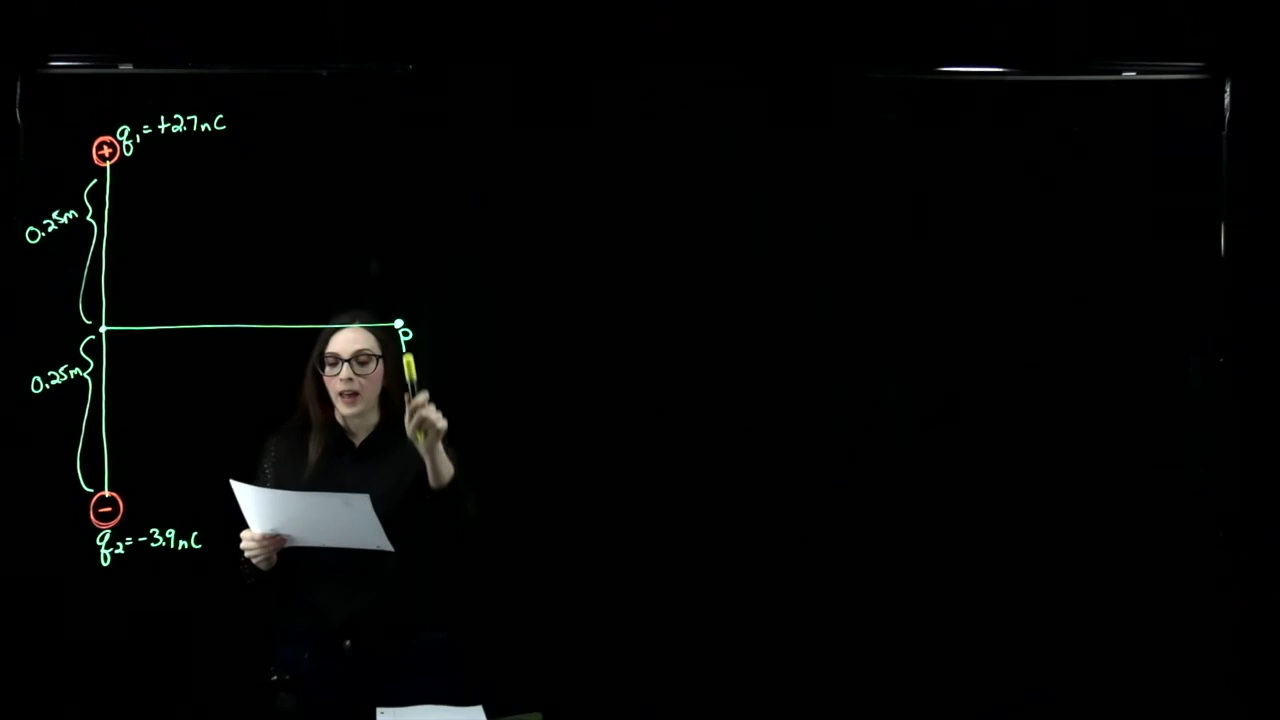 +
q₁ = +2.7nC
0.25m
P
0.25m
-
q₂ = -3.9nC